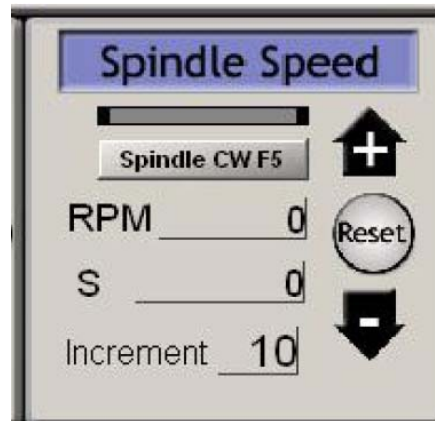 Spindle Speed
Spindle CW F5
+
RPM 0
Reset
S 0
-
Increment 10